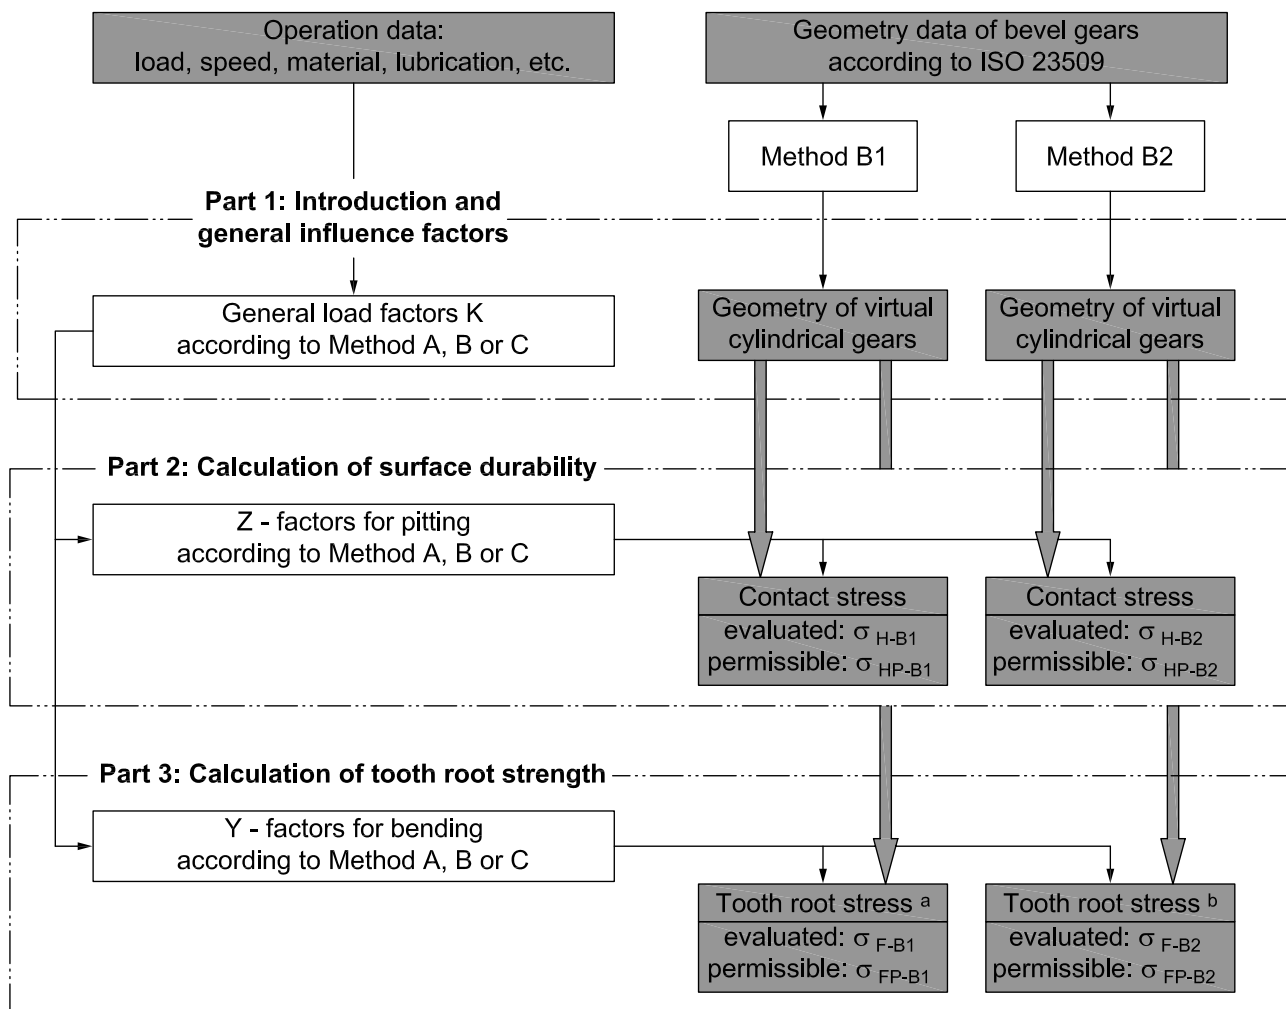 Operation data:
load, speed, material, lubrication, etc.
Geometry data of bevel gears
according to ISO 23509
Method B1
Method B2
Part 1: Introduction and
general influence factors
General load factors K
according to Method A, B or C
Geometry of virtual
cylindrical gears
Geometry of virtual
cylindrical gears
Part 2: Calculation of surface durability
Z - factors for pitting
according to Method A, B or C
Contact stress
evaluated: σ H-B1
permissible: σ HP-B1
Contact stress
evaluated: σ H-B2
permissible: σ HP-B2
Part 3: Calculation of tooth root strength
Y - factors for bending
according to Method A, B or C
Tooth root stress a
evaluated: σ F-B1
permissible: σ FP-B1
Tooth root stress b
evaluated: σ F-B2
permissible: σ FP-B2